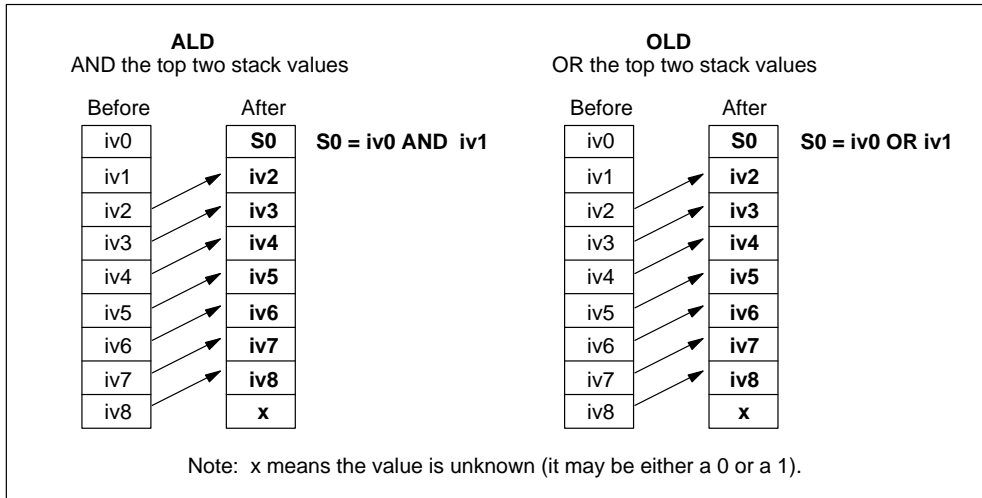 ALD
AND the top two stack values
Before After
iv0 S0 S0 = iv0 AND iv1
iv1 iv2
iv2 iv3
iv3 iv4
iv4 iv5
iv5 iv6
iv6 iv7
iv7 iv8
iv8 x
OLD
OR the top two stack values
Before After
iv0 S0 S0 = iv0 OR iv1
iv1 iv2
iv2 iv3
iv3 iv4
iv4 iv5
iv5 iv6
iv6 iv7
iv7 iv8
iv8 x
Note: x means the value is unknown (it may be either a 0 or a 1).